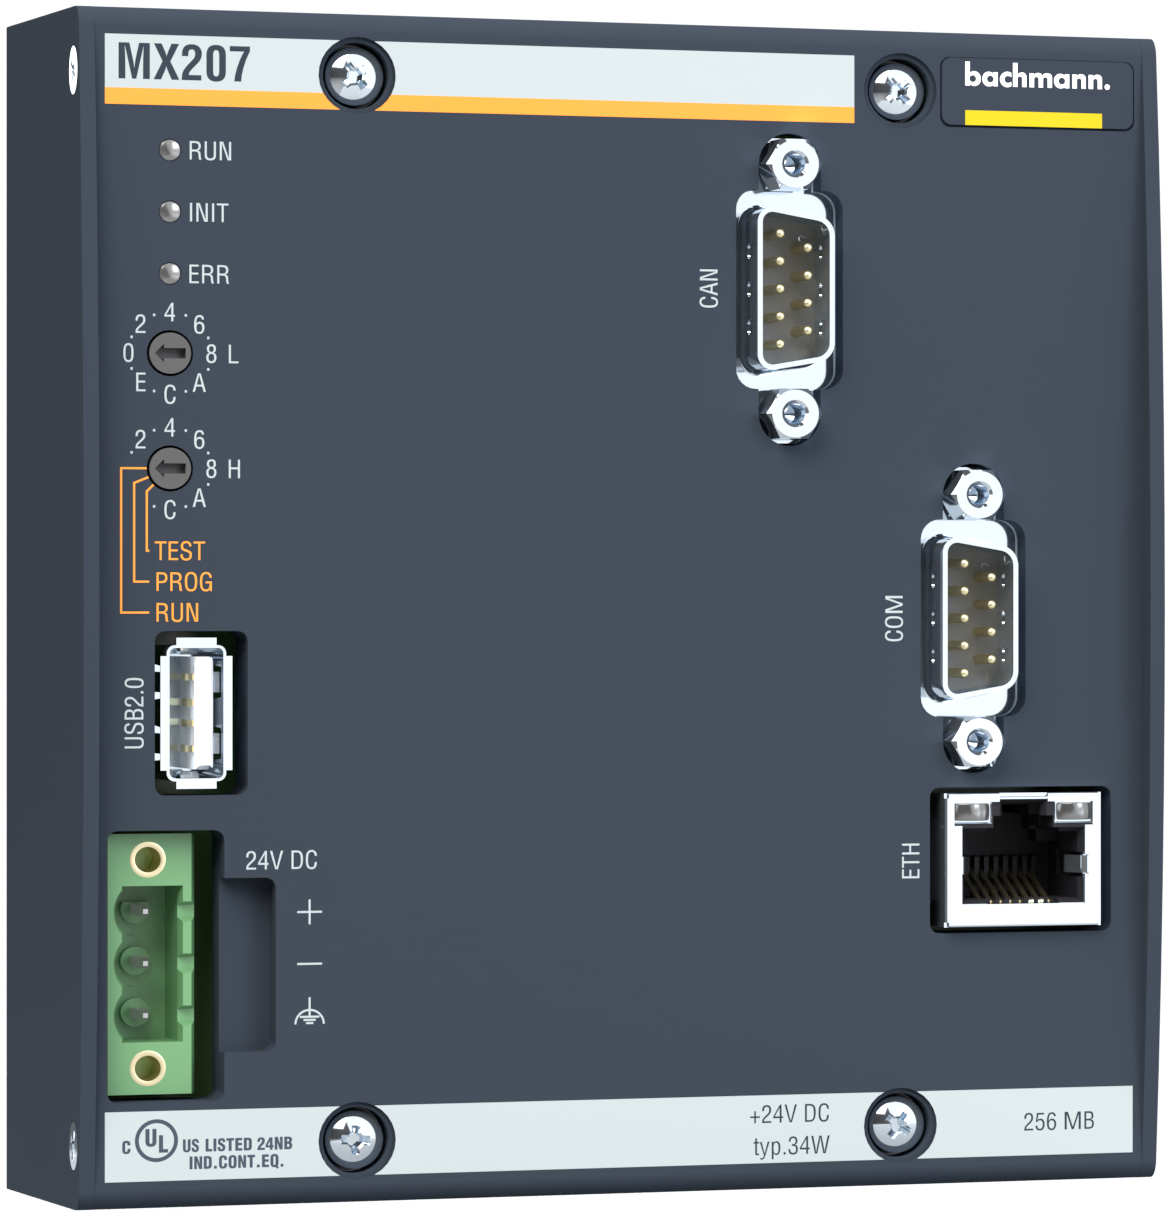 MX207
bachmann.
RUN
INIT
ERR
0 2 4 6 8 A C E L
2 4 6 8 A C H
TEST
PROG
RUN
USB2.0
CAN
COM
ETH
24V DC
+
−
C UL US LISTED 24NB
IND.CONT.EQ.
+24V DC
typ.34W
256 MB